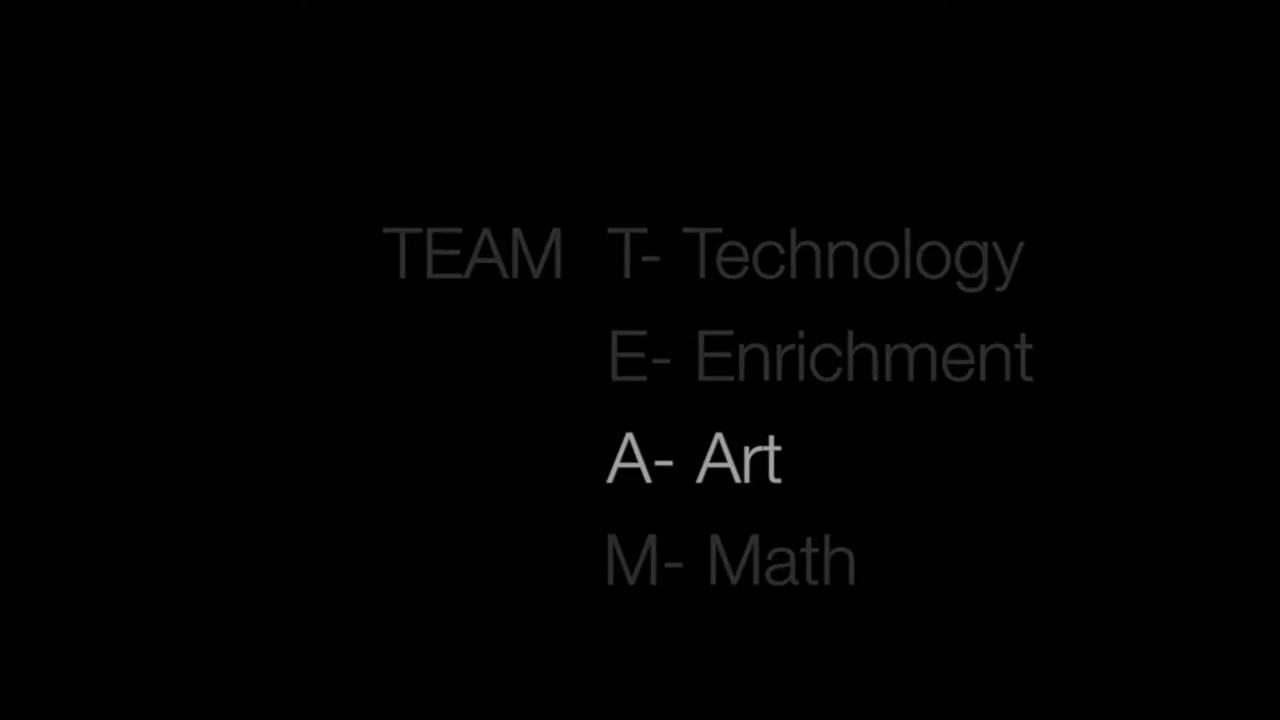 TEAM T- Technology
E- Enrichment
A- Art
M- Math